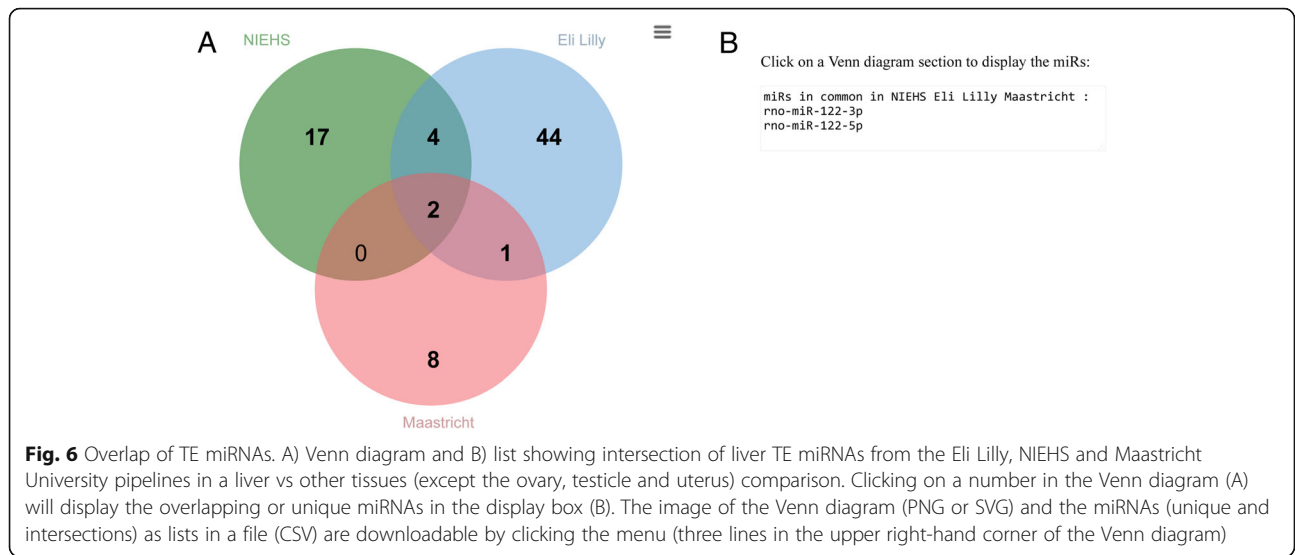 A
NIEHS
Eli Lilly
B
Click on a Venn diagram section to display the miRs:
miRs in common in NIEHS Eli Lilly Maastricht :
rno-miR-122-3p
rno-miR-122-5p
17
4
44
2
0
1
8
Maastricht
Fig. 6 Overlap of TE miRNAs. A) Venn diagram and B) list showing intersection of liver TE miRNAs from the Eli Lilly, NIEHS and Maastricht
University pipelines in a liver vs other tissues (except the ovary, testicle and uterus) comparison. Clicking on a number in the Venn diagram (A)
will display the overlapping or unique miRNAs in the display box (B). The image of the Venn diagram (PNG or SVG) and the miRNAs (unique and
intersections) as lists in a file (CSV) are downloadable by clicking the menu (three lines in the upper right-hand corner of the Venn diagram)